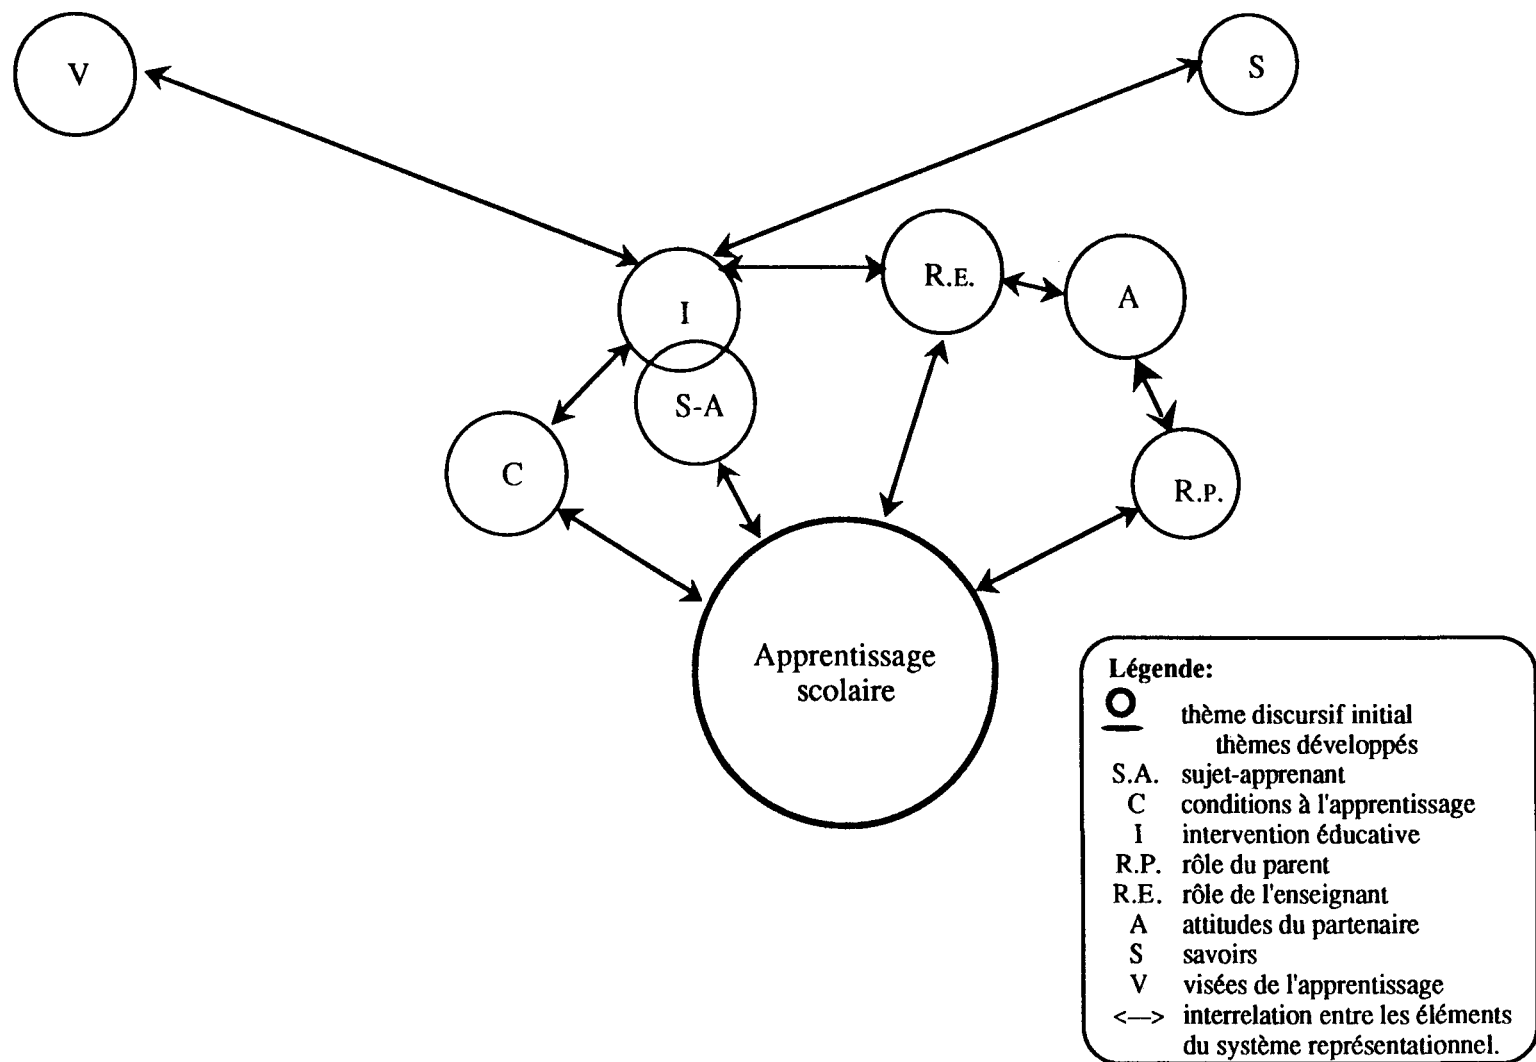 V
S
R.E.
A
I
S-A
C
R.P.
Apprentissage
scolaire
Légende:
thème discursif initial
thèmes développés
S.A. sujet-apprenant
C conditions à l'apprentissage
I intervention éducative
R.P. rôle du parent
R.E. rôle de l'enseignant
A attitudes du partenaire
S savoirs
V visées de l'apprentissage
<—> interrelation entre les éléments
du système représentationnel.